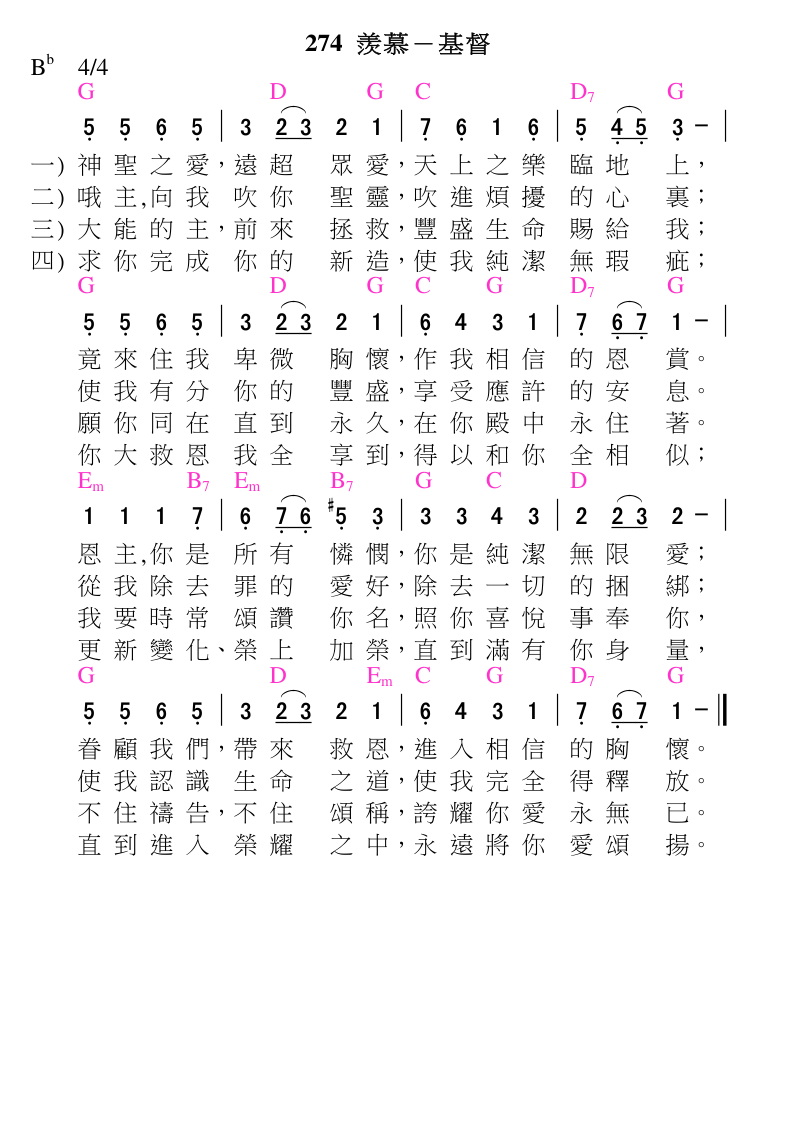 274 羨慕－基督
B♭ 4/4
G D G C D7 G
5 5 6 5 | 3 2 3 2 1 | 7 6 1 6 | 5 4 5 3 － |
一) 神聖之愛，遠超眾愛，天上之樂臨地上，
二) 哦主,向我吹你聖靈，吹進煩擾的心裏；
三) 大能的主，前來拯救，豐盛生命賜給我；
四) 求你完成你的新造，使我純潔無瑕疵；
G D G C G D7 G
5 5 6 5 | 3 2 3 2 1 | 6 4 3 1 | 7 6 7 1 － |
竟來住我卑微胸懷，作我相信的恩賞。
使我有分你的豐盛，享受應許的安息。
願你同在直到永久，在你殿中永住著。
你大救恩我全享到，得以和你全相似；
Em B7 Em B7 G C D
1 1 1 7 | 6 7 6 #5 3 | 3 3 4 3 | 2 2 3 2 － |
恩主,你是所有憐憫，你是純潔無限愛；
從我除去罪的愛好，除去一切的捆綁；
我要時常頌讚你名，照你喜悅事奉你，
更新變化、榮上加榮，直到滿有你身量，
G D Em C G D7 G
5 5 6 5 | 3 2 3 2 1 | 6 4 3 1 | 7 6 7 1 － ||
眷顧我們，帶來救恩，進入相信的胸懷。
使我認識生命之道，使我完全得釋放。
不住禱告，不住頌稱，誇耀你愛永無已。
直到進入榮耀之中，永遠將你愛頌揚。